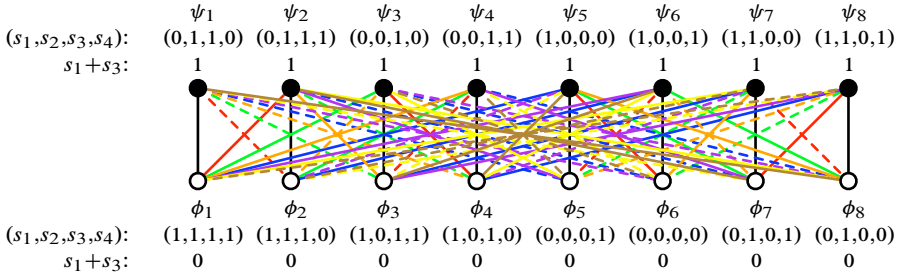 ψ₁ ψ₂ ψ₃ ψ₄ ψ₅ ψ₆ ψ₇ ψ₈
(s₁,s₂,s₃,s₄): (0,1,1,0) (0,1,1,1) (0,0,1,0) (0,0,1,1) (1,0,0,0) (1,0,0,1) (1,1,0,0) (1,1,0,1)
s₁+s₃: 1 1 1 1 1 1 1 1
ϕ₁ ϕ₂ ϕ₃ ϕ₄ ϕ₅ ϕ₆ ϕ₇ ϕ₈
(s₁,s₂,s₃,s₄): (1,1,1,1) (1,1,1,0) (1,0,1,1) (1,0,1,0) (0,0,0,1) (0,0,0,0) (0,1,0,1) (0,1,0,0)
s₁+s₃: 0 0 0 0 0 0 0 0